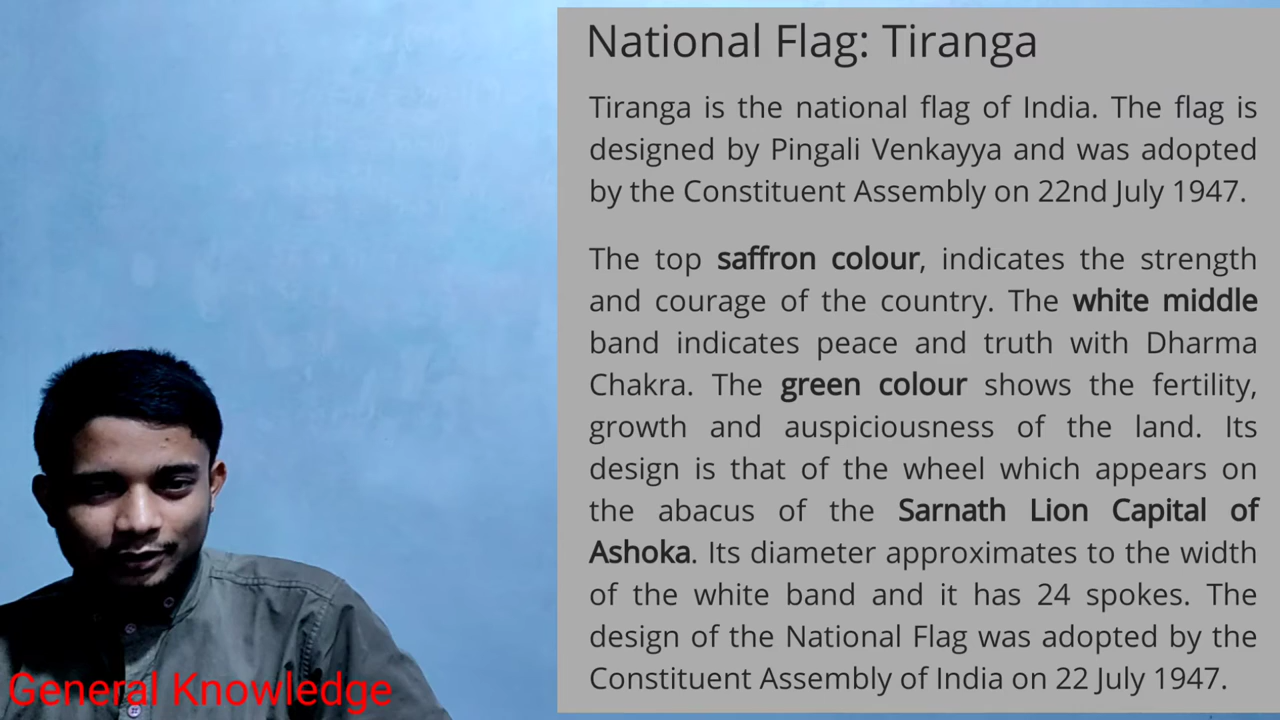 National Flag: Tiranga
Tiranga is the national flag of India. The flag is
designed by Pingali Venkayya and was adopted
by the Constituent Assembly on 22nd July 1947.
The top saffron colour, indicates the strength
and courage of the country. The white middle
band indicates peace and truth with Dharma
Chakra. The green colour shows the fertility,
growth and auspiciousness of the land. Its
design is that of the wheel which appears on
the abacus of the Sarnath Lion Capital of
Ashoka. Its diameter approximates to the width
of the white band and it has 24 spokes. The
design of the National Flag was adopted by the
Constituent Assembly of India on 22 July 1947.
General Knowledge